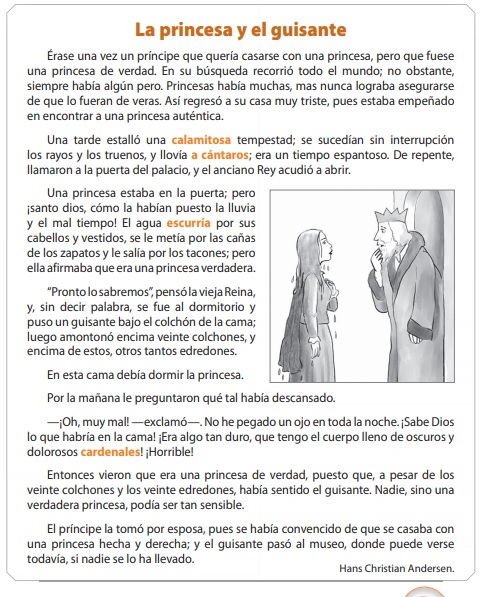 La princesa y el guisante
Érase una vez un príncipe que quería casarse con una princesa, pero que fuese
una princesa de verdad. En su búsqueda recorrió todo el mundo; no obstante,
siempre había algún pero. Princesas había muchas, mas nunca lograba asegurarse
de que lo fueran de veras. Así regresó a su casa muy triste, pues estaba empeñado
en encontrar a una princesa auténtica.
Una tarde estalló una calamitosa tempestad; se sucedían sin interrupción
los rayos y los truenos, y llovía a cántaros; era un tiempo espantoso. De repente,
llamaron a la puerta del palacio, y el anciano Rey acudió a abrir.
Una princesa estaba en la puerta; pero
¡santo dios, cómo la habían puesto la lluvia
y el mal tiempo! El agua escurría por sus
cabellos y vestidos, se le metía por las cañas
de los zapatos y le salía por los tacones; pero
ella afirmaba que era una princesa verdadera.
"Pronto lo sabremos", pensó la vieja Reina,
y, sin decir palabra, se fue al dormitorio y
puso un guisante bajo el colchón de la cama;
luego amontonó encima veinte colchones, y
encima de estos, otros tantos edredones.
En esta cama debía dormir la princesa.
Por la mañana le preguntaron qué tal había descansado.
—¡Oh, muy mal! —exclamó—. No he pegado un ojo en toda la noche. ¡Sabe Dios
lo que habría en la cama! ¡Era algo tan duro, que tengo el cuerpo lleno de oscuros y
dolorosos cardenales! ¡Horrible!
Entonces vieron que era una princesa de verdad, puesto que, a pesar de los
veinte colchones y los veinte edredones, había sentido el guisante. Nadie, sino una
verdadera princesa, podía ser tan sensible.
El príncipe la tomó por esposa, pues se había convencido de que se casaba con
una princesa hecha y derecha; y el guisante pasó al museo, donde puede verse
todavía, si nadie se lo ha llevado.
Hans Christian Andersen.